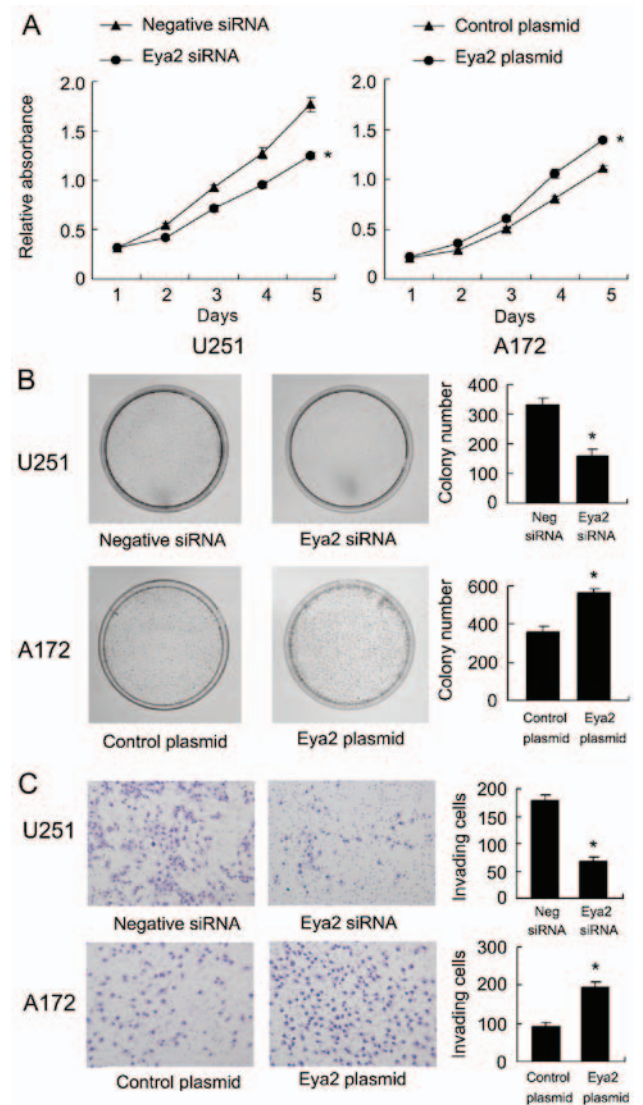 A
Negative siRNA
Eya2 siRNA
Control plasmid
Eya2 plasmid
Relative absorbance
2.0
1.5
1.0
0.5
0
1 2 3 4 5
Days
U251
*
2.0
1.5
1.0
0.5
0
1 2 3 4 5
Days
A172
*
B
U251
Negative siRNA
Eya2 siRNA
Colony number
400
300
200
100
0
*
Neg siRNA
Eya2 siRNA
A172
Control plasmid
Eya2 plasmid
Colony number
600
400
200
0
*
Control plasmid
Eya2 plasmid
C
U251
Negative siRNA
Eya2 siRNA
Invading cells
200
150
100
50
0
*
Neg siRNA
Eya2 siRNA
A172
Control plasmid
Eya2 plasmid
Invading cells
300
200
100
0
*
Control plasmid
Eya2 plasmid